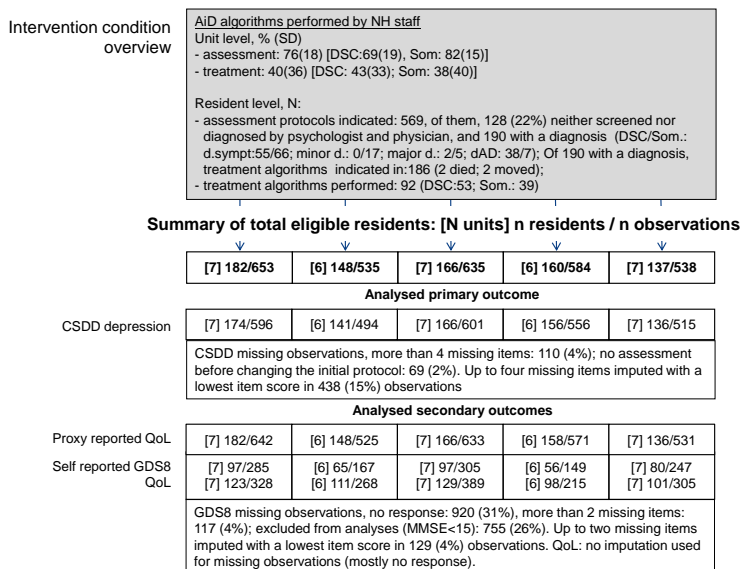 Intervention condition
overview
AiD algorithms performed by NH staff
Unit level, % (SD)
- assessment: 76(18) [DSC:69(19), Som: 82(15)]
- treatment: 40(36) [DSC: 43(33); Som: 38(40)]
Resident level, N:
- assessment protocols indicated: 569, of them, 128 (22%) neither screened nor
diagnosed by psychologist and physician, and 190 with a diagnosis (DSC/Som.:
d.sympt:55/66; minor d.: 0/17; major d.: 2/5; dAD: 38/7); Of 190 with a diagnosis,
treatment algorithms indicated in:186 (2 died; 2 moved);
- treatment algorithms performed: 92 (DSC:53; Som.: 39)
Summary of total eligible residents: [N units] n residents / n observations
[7] 182/653 [6] 148/535 [7] 166/635 [6] 160/584 [7] 137/538
Analysed primary outcome
CSDD depression [7] 174/596 [6] 141/494 [7] 166/601 [6] 156/556 [7] 136/515
CSDD missing observations, more than 4 missing items: 110 (4%); no assessment
before changing the initial protocol: 69 (2%). Up to four missing items imputed with a
lowest item score in 438 (15%) observations
Analysed secondary outcomes
Proxy reported QoL [7] 182/642 [6] 148/525 [7] 166/633 [6] 158/571 [7] 136/531
Self reported GDS8 [7] 97/285 [6] 65/167 [7] 97/305 [6] 56/149 [7] 80/247
QoL [7] 123/328 [6] 111/268 [7] 129/389 [6] 98/215 [7] 101/305
GDS8 missing observations, no response: 920 (31%), more than 2 missing items:
117 (4%); excluded from analyses (MMSE<15): 755 (26%). Up to two missing items
imputed with a lowest item score in 129 (4%) observations. QoL: no imputation used
for missing observations (mostly no response).